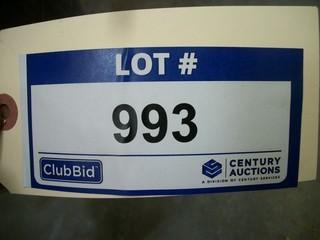 LOT #
993
ClubBid
CENTURY
AUCTIONS
A DIVISION OF CENTURY SERVICES